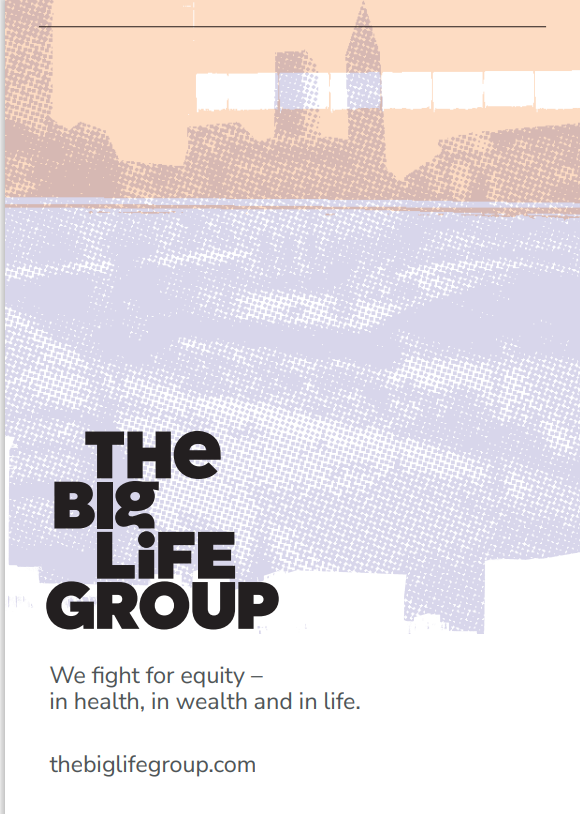 THe
BIg
LiFE
GROUP
We fight for equity –
in health, in wealth and in life.
thebiglifegroup.com